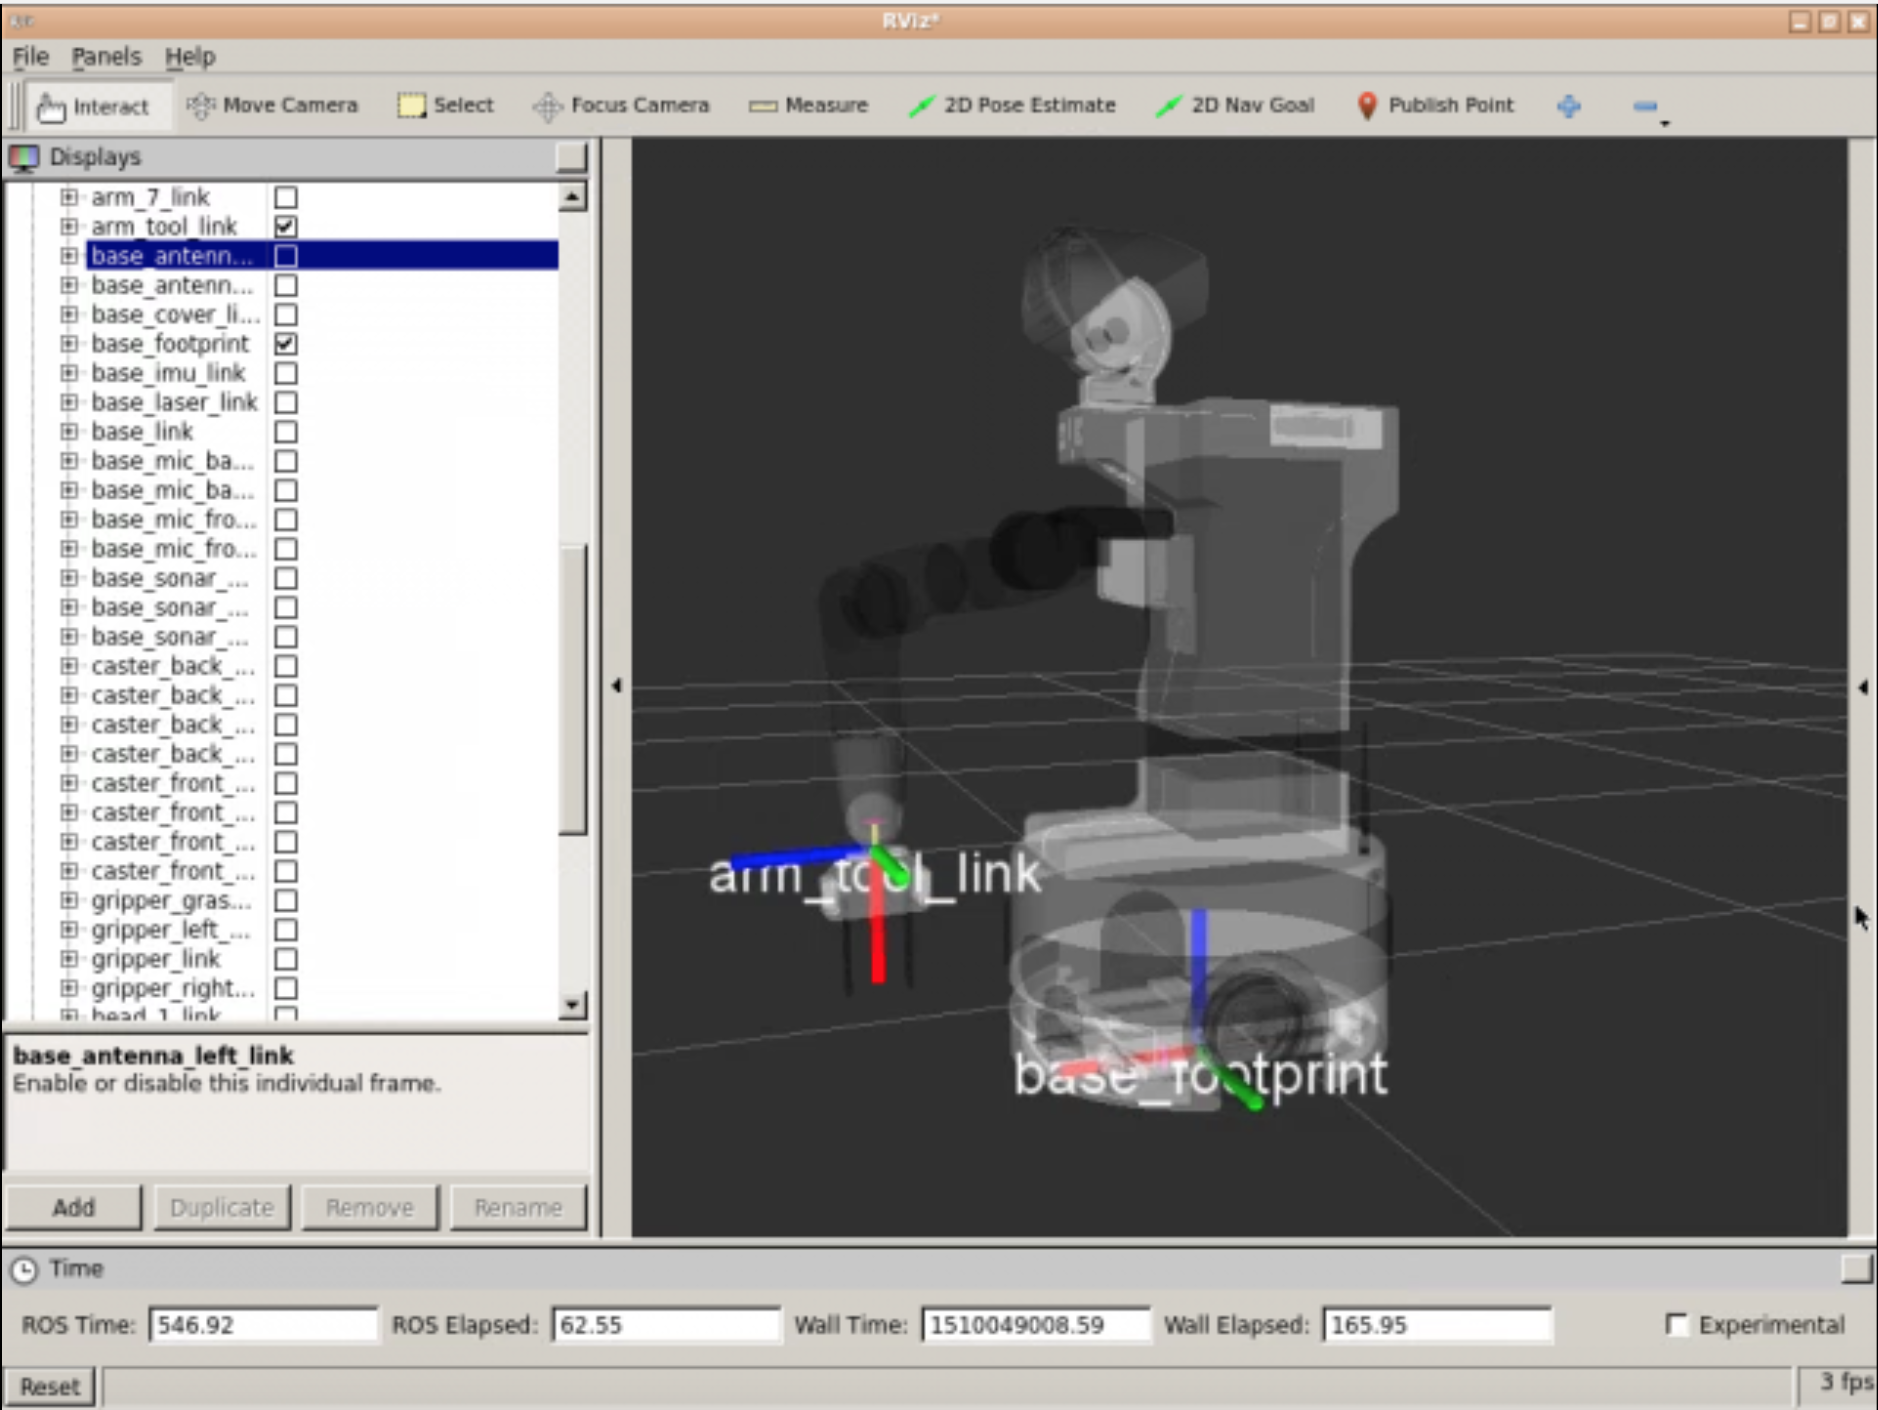 RViz*
File Panels Help
Interact Move Camera Select Focus Camera Measure 2D Pose Estimate 2D Nav Goal Publish Point
Displays
arm_7_link
arm_tool_link
base_antenn...
base_antenn...
base_cover_li...
base_footprint
base_imu_link
base_laser_link
base_link
base_mic_ba...
base_mic_ba...
base_mic_fro...
base_mic_fro...
base_sonar_...
base_sonar_...
base_sonar_...
caster_back_...
caster_back_...
caster_back_...
caster_back_...
caster_front_...
caster_front_...
caster_front_...
caster_front_...
gripper_gras...
gripper_left_...
gripper_link
gripper_right...
head_1_link
base_antenna_left_link
Enable or disable this individual frame.
Add Duplicate Remove Rename
arm_tool_link
base_footprint
Time
ROS Time: 546.92 ROS Elapsed: 62.55 Wall Time: 1510049008.59 Wall Elapsed: 165.95 Experimental
Reset
3 fps